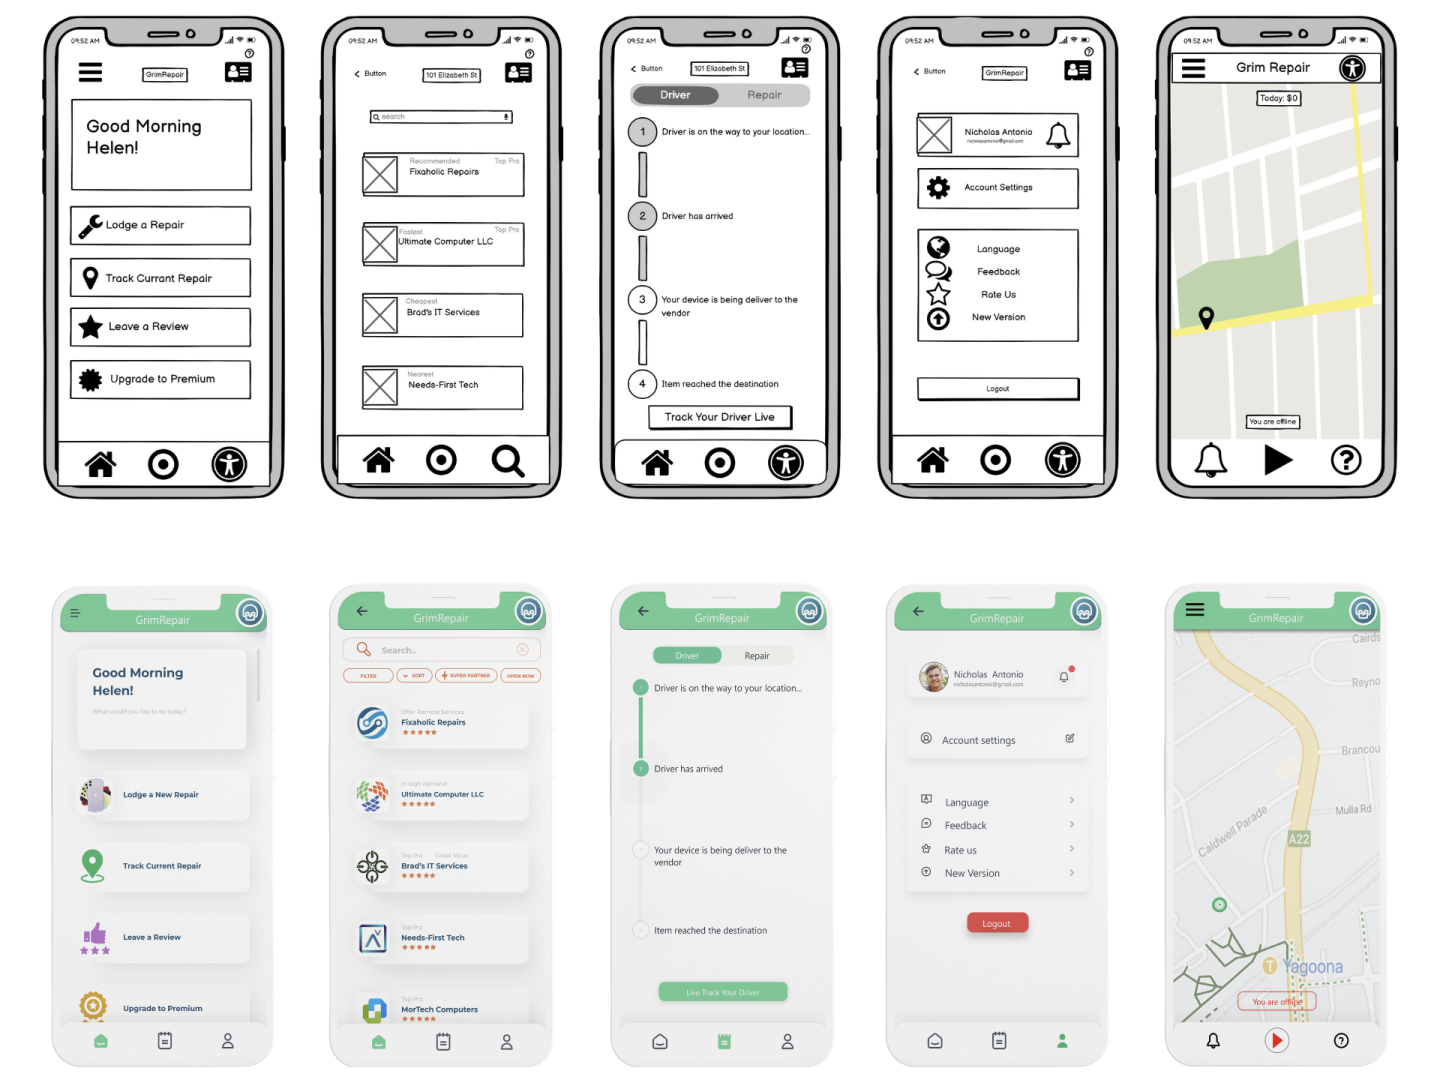 09:52 AM
GrimRepair
Good Morning
Helen!
Lodge a Repair
Track Currant Repair
Leave a Review
Upgrade to Premium
09:52 AM
Button
101 Elizabeth St
search
Recommended
Top Pro
Fixaholic Repairs
Fastest
Top Pro
Ultimate Computer LLC
Cheapest
Brad's IT Services
Nearest
Needs-First Tech
09:52 AM
Button
101 Elizabeth St
Driver
Repair
1
Driver is on the way to your location...
2
Driver has arrived
3
Your device is being deliver to the
vendor
4
Item reached the destination
Track Your Driver Live
09:52 AM
Button
GrimRepair
Nicholas Antonio
nicholasantonio@gmail.com
Account Settings
Language
Feedback
Rate Us
New Version
Logout
09:52 AM
Grim Repair
Today: $0
You are offline
GrimRepair
Good Morning
Helen!
What would you like to do today?
Lodge a New Repair
Track Current Repair
Leave a Review
Upgrade to Premium
GrimRepair
Search..
FILTER
SORT
SUPER PARTNER
OPEN NOW
Offer Remote Services
Fixaholic Repairs
In high demand
Ultimate Computer LLC
Top Pro
Great Value
Brad's IT Services
Top Pro
Needs-First Tech
Top Pro
MorTech Computers
GrimRepair
Driver
Repair
Driver is on the way to your location...
Driver has arrived
Your device is being deliver to the
vendor
Item reached the destination
Live Track Your Driver
GrimRepair
Nicholas Antonio
nicholasantonio@gmail.com
Account settings
Language
Feedback
Rate us
New Version
Logout
GrimRepair
Cairds
Reyno
Brancou
Mulla Rd
Caldwell Parade
A22
T
Yagoona
You are offline